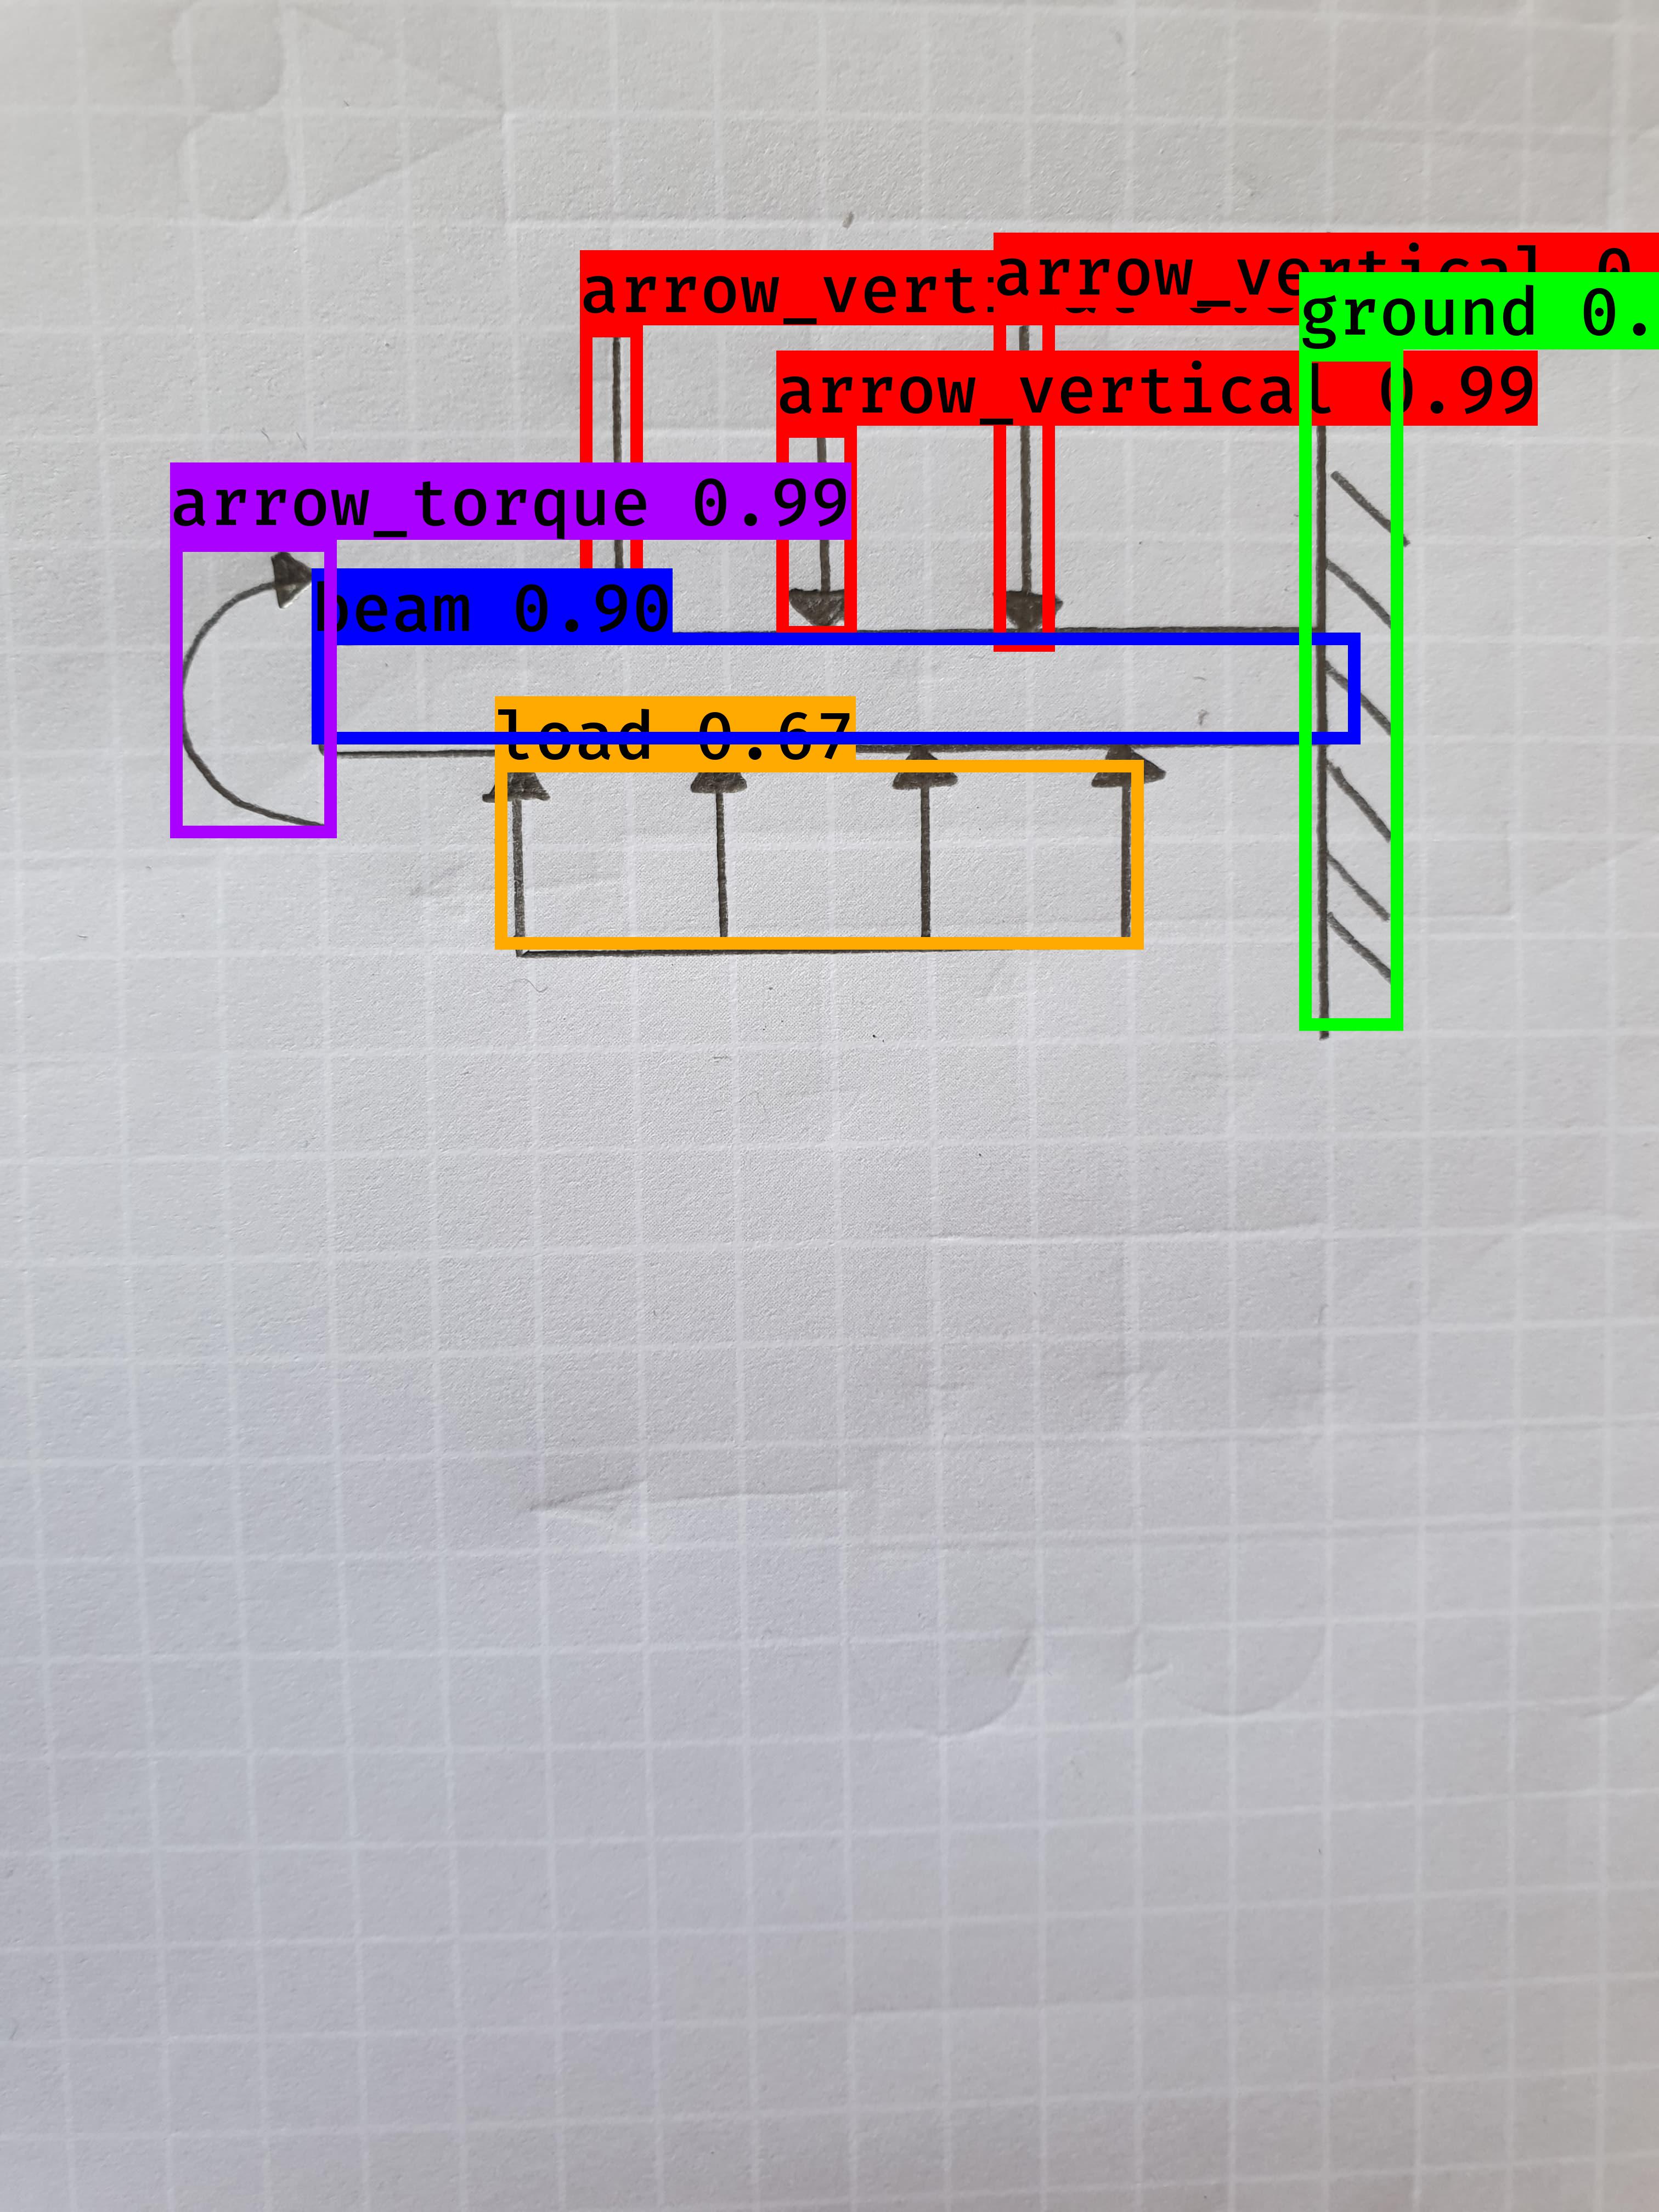 arrow_vert
arrow_vertical 0.
ground 0.
arrow_vertical 0.99
arrow_torque 0.99
beam 0.90
load 0.67